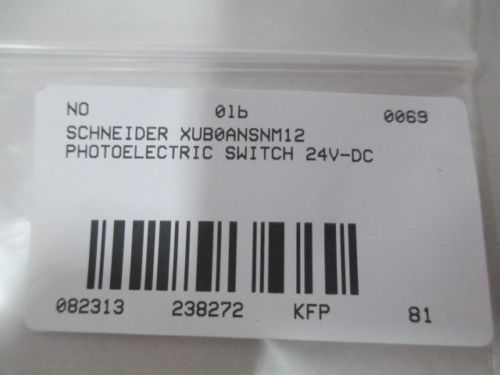 NO 01b 0069
SCHNEIDER XUB0ANSNM12
PHOTOELECTRIC SWITCH 24V-DC
082313 238272 KFP 81